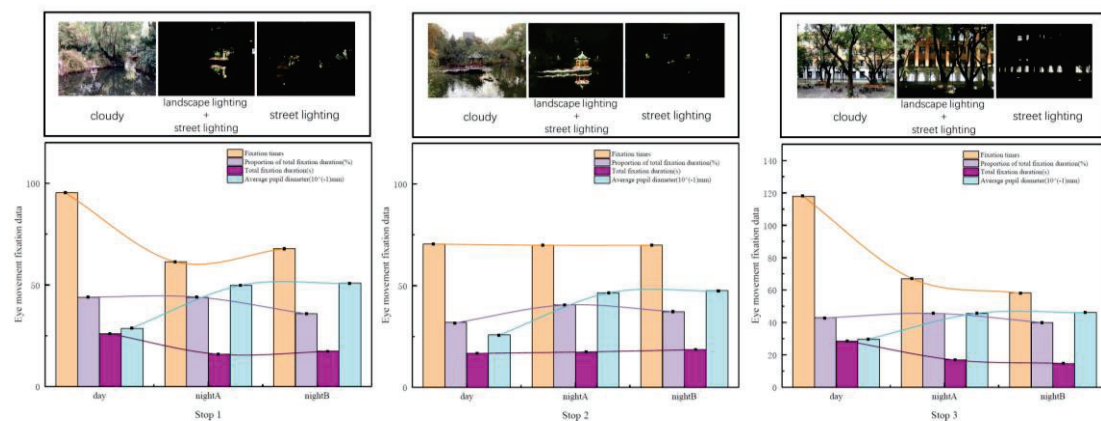 cloudy
landscape lighting
+
street lighting
street lighting
cloudy
landscape lighting
+
street lighting
street lighting
cloudy
landscape lighting
+
street lighting
street lighting
Eye movement fixation data
100
50
0
Fixation times
Proportion of total fixation duration(%)
Total fixation duration(s)
Average pupil diameter(10^(-1)mm)
day
nightA
nightB
Stop 1
Eye movement fixation data
100
50
0
Fixation times
Proportion of total fixation duration(%)
Total fixation duration(s)
Average pupil diameter(10^(-1)mm)
day
nightA
nightB
Stop 2
Eye movement fixation data
140
120
100
80
60
40
20
0
Fixation times
Proportion of total fixation duration(%)
Total fixation duration(s)
Average pupil diameter(10^(-1)mm)
day
nightA
nightB
Stop 3